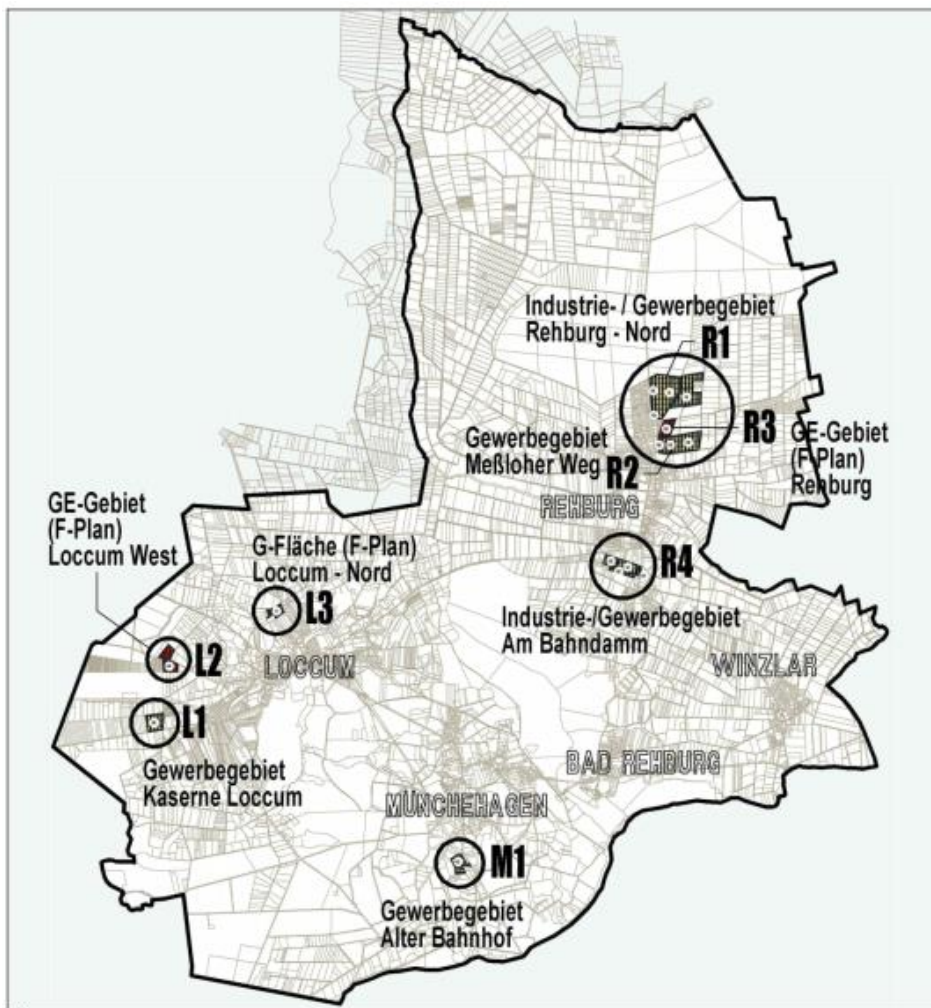 Industrie- / Gewerbegebiet
Rehburg - Nord
R1
R3
GE-Gebiet
(F-Plan)
Rehburg
Gewerbegebiet
Meßloher Weg
R2
REHBURG
GE-Gebiet
(F-Plan)
Loccum West
G-Fläche (F-Plan)
Loccum - Nord
L3
R4
Industrie-/Gewerbegebiet
Am Bahndamm
L2
LOCCUM
WINZLAR
L1
Gewerbegebiet
Kaserne Loccum
BAD REHBURG
MÜNCHEHAGEN
M1
Gewerbegebiet
Alter Bahnhof